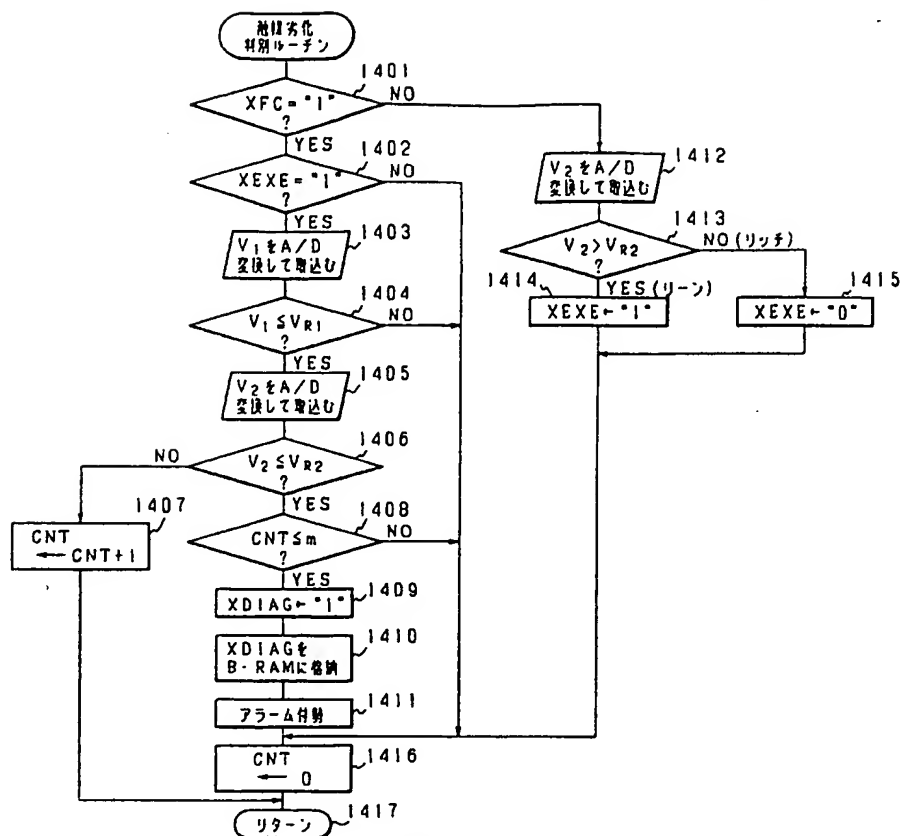 触媒劣化
判別ルーチン
1401
XFC="1"
?
NO
YES
1402
XEXE="1"
?
NO
YES
1403
V1をA/D
変換して取込む
1404
V1≦VR1
?
NO
YES
1405
V2をA/D
変換して取込む
1406
V2≦VR2
?
NO
YES
1407
CNT
←CNT+1
1408
CNT≦m
?
NO
YES
1409
XDIAG←"1"
1410
XDIAGを
B-RAMに格納
1411
アラーム付勢
1412
V2をA/D
変換して取込む
1413
V2>VR2
?
NO(リッチ)
YES(リーン)
1414
XEXE←"1"
1415
XEXE←"0"
1416
CNT
←0
1417
リターン